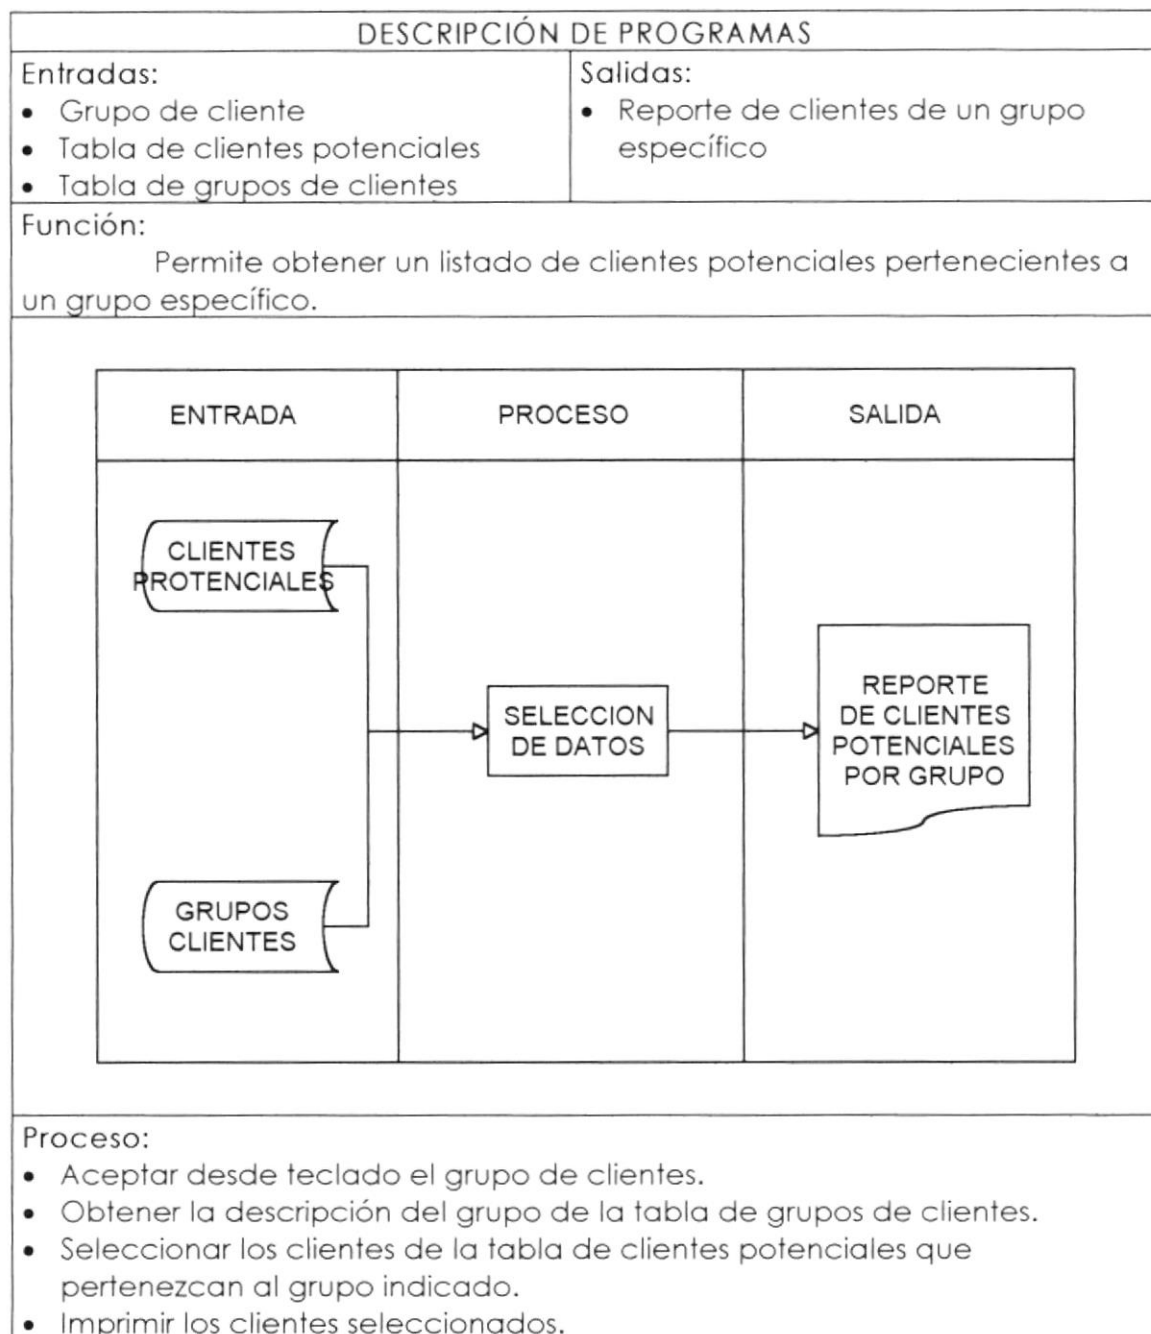 DESCRIPCIÓN DE PROGRAMAS
Entradas:
• Grupo de cliente
• Tabla de clientes potenciales
• Tabla de grupos de clientes
Salidas:
• Reporte de clientes de un grupo
específico
Función:
Permite obtener un listado de clientes potenciales pertenecientes a
un grupo específico.
ENTRADA
PROCESO
SALIDA
CLIENTES
PROTENCIALES
SELECCION
DE DATOS
REPORTE
DE CLIENTES
POTENCIALES
POR GRUPO
GRUPOS
CLIENTES
Proceso:
• Aceptar desde teclado el grupo de clientes.
• Obtener la descripción del grupo de la tabla de grupos de clientes.
• Seleccionar los clientes de la tabla de clientes potenciales que
pertenezcan al grupo indicado.
• Imprimir los clientes seleccionados.